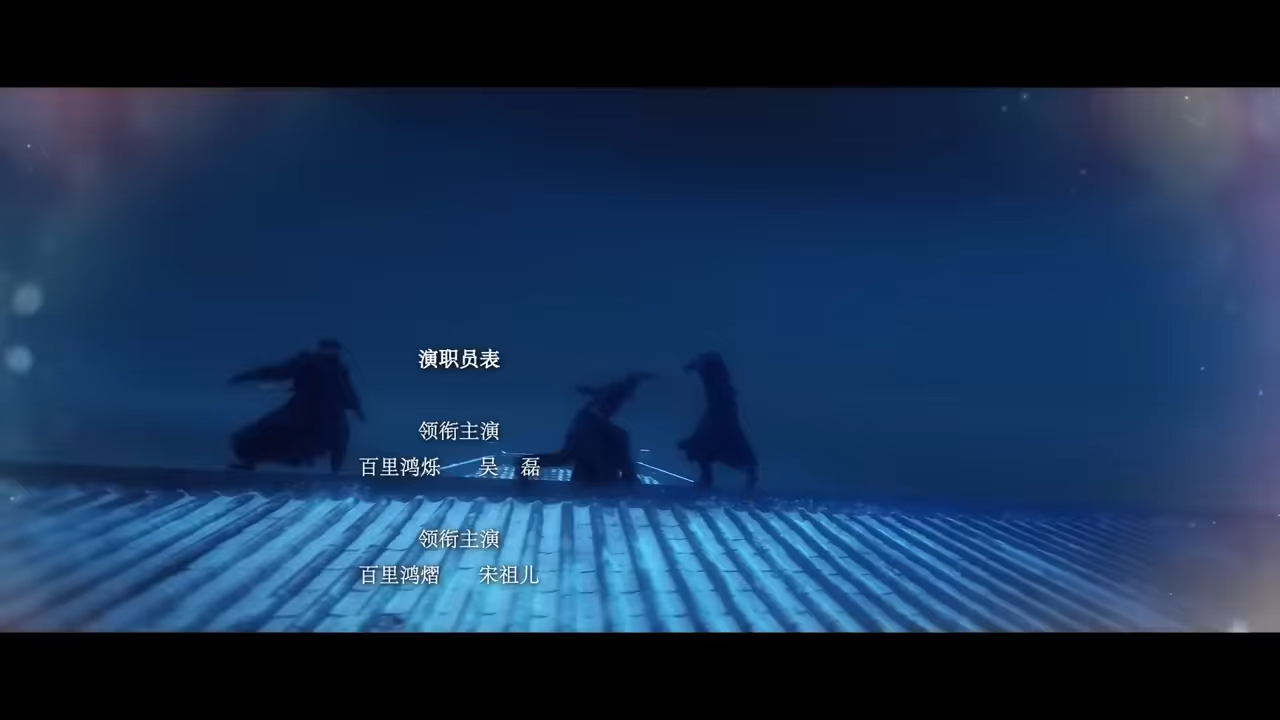 演职员表
领衔主演
百里鸿烁 吴 磊
领衔主演
百里鸿熠 宋祖儿